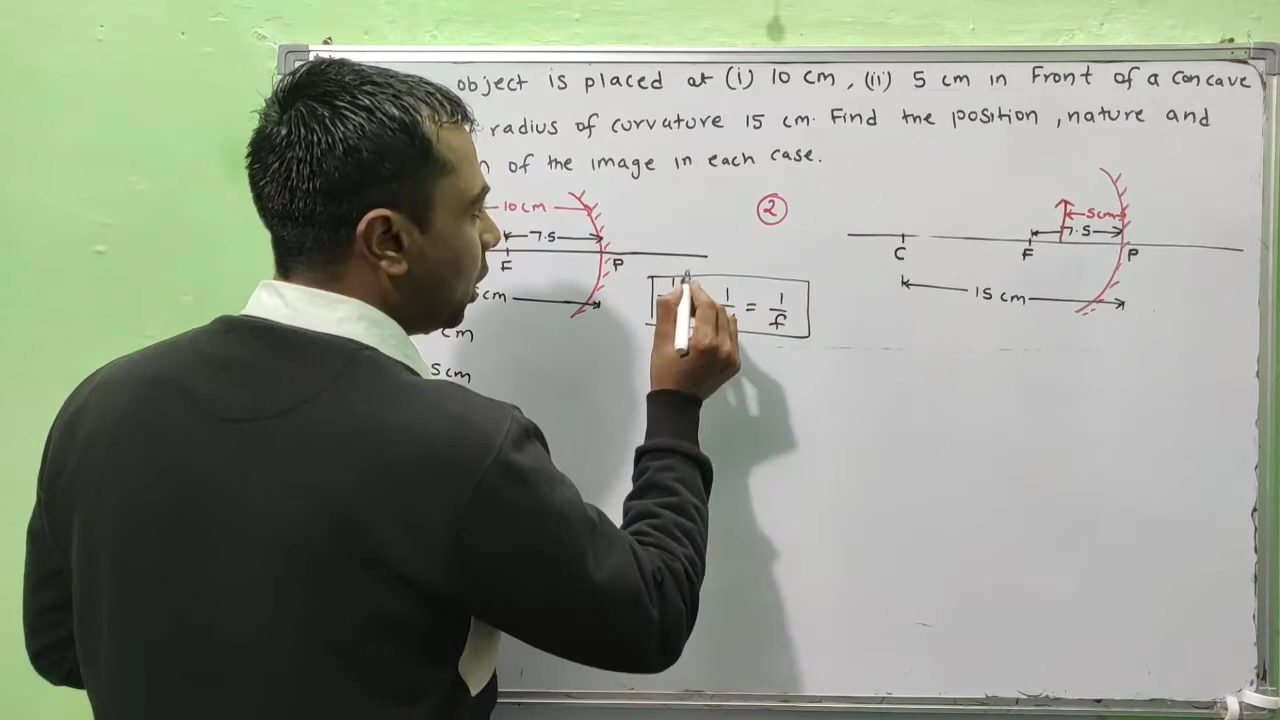 object is placed at (i) 10 cm, (ii) 5 cm in Front of a concave
radius of curvature 15 cm. Find the position, nature and
of the image in each case.
10 cm
②
5 cm
7.5
7.5
F
P
C
F
P
cm
15 cm
1 = 1/f
cm
5 cm